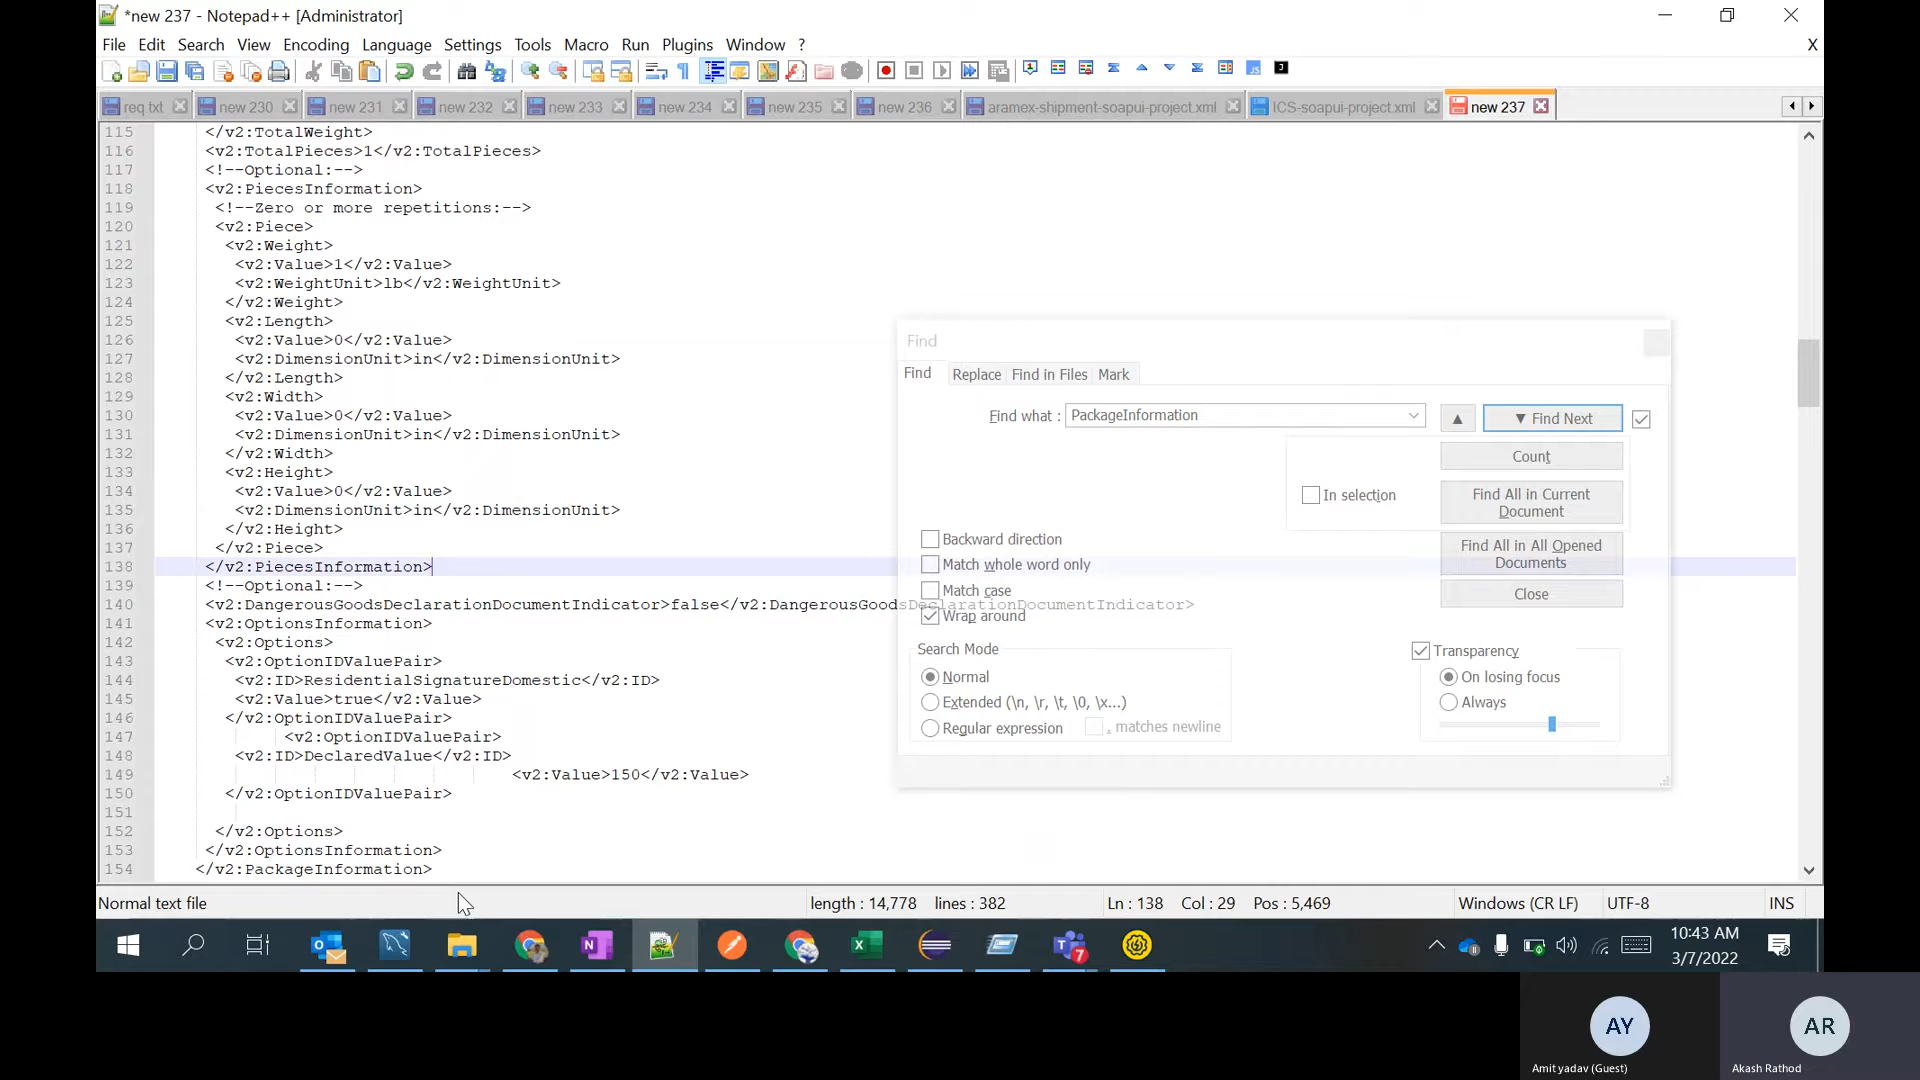 *new 237 - Notepad++ [Administrator]
File Edit Search View Encoding Language Settings Tools Macro Run Plugins Window ? X
req txt new 230 new 231 new 232 new 233 new 234 new 235 new 236 aramex-shipment-soapui-project.xml ICS-soapui-project.xml new 237
115 </v2:TotalWeight>
116 <v2:TotalPieces>1</v2:TotalPieces>
117 <!--Optional:-->
118 <v2:PiecesInformation>
119 <!--Zero or more repetitions:-->
120 <v2:Piece>
121 <v2:Weight>
122 <v2:Value>1</v2:Value>
123 <v2:WeightUnit>lb</v2:WeightUnit>
124 </v2:Weight>
125 <v2:Length>
126 <v2:Value>0</v2:Value>
127 <v2:DimensionUnit>in</v2:DimensionUnit>
128 </v2:Length>
129 <v2:Width>
130 <v2:Value>0</v2:Value>
131 <v2:DimensionUnit>in</v2:DimensionUnit>
132 </v2:Width>
133 <v2:Height>
134 <v2:Value>0</v2:Value>
135 <v2:DimensionUnit>in</v2:DimensionUnit>
136 </v2:Height>
137 </v2:Piece>
138 </v2:PiecesInformation>
139 <!--Optional:-->
140 <v2:DangerousGoodsDeclarationDocumentIndicator>false</v2:DangerousGoodsDeclarationDocumentIndicator>
141 <v2:OptionsInformation>
142 <v2:Options>
143 <v2:OptionIDValuePair>
144 <v2:ID>ResidentialSignatureDomestic</v2:ID>
145 <v2:Value>true</v2:Value>
146 </v2:OptionIDValuePair>
147 <v2:OptionIDValuePair>
148 <v2:ID>DeclaredValue</v2:ID>
149 <v2:Value>150</v2:Value>
150 </v2:OptionIDValuePair>
151
152 </v2:Options>
153 </v2:OptionsInformation>
154 </v2:PackageInformation>
Find
Find Replace Find in Files Mark
Find what : PackageInformation ▲ ▼ Find Next
Count
In selection
Find All in Current Document
Backward direction
Find All in All Opened Documents
Match whole word only
Match case
Close
Wrap around
Search Mode
Transparency
Normal
On losing focus
Extended (\n, \r, \t, \0, \x...)
Always
Regular expression
. matches newline
Normal text file length : 14,778 lines : 382 Ln : 138 Col : 29 Pos : 5,469 Windows (CR LF) UTF-8 INS
7
10:43 AM
3/7/2022
AY
AR
Amit yadav (Guest)
Akash Rathod